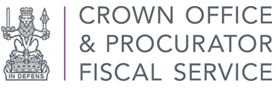 CROWN OFFICE
& PROCURATOR
FISCAL SERVICE
IN DEFENS